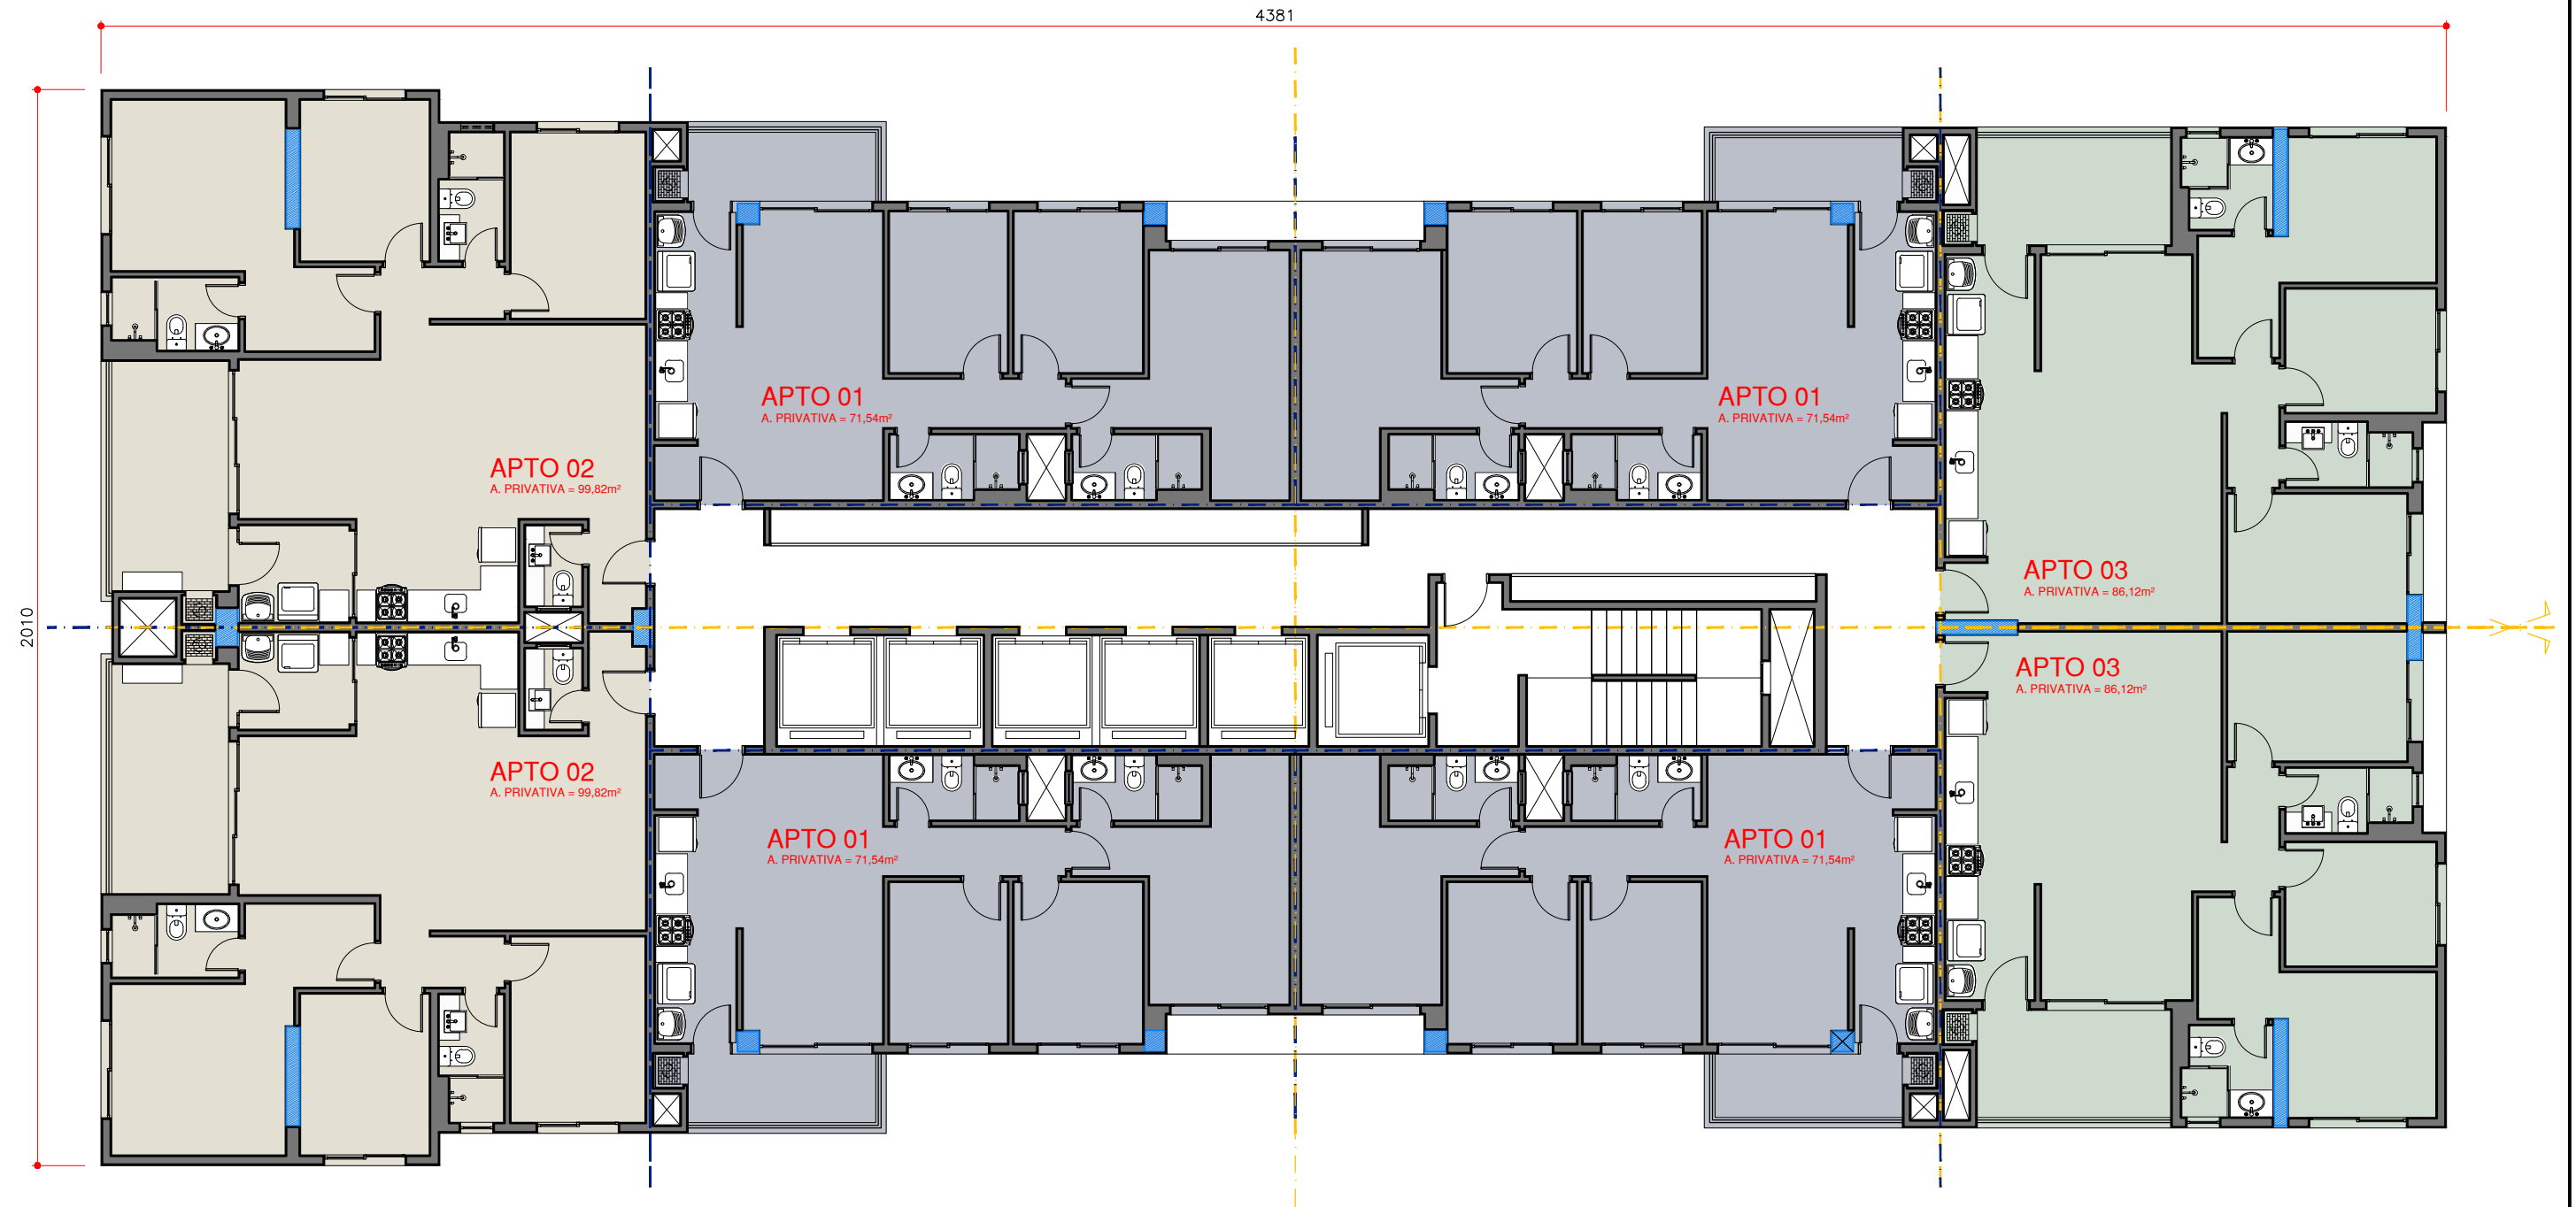 4381
2010
APTO 01
A. PRIVATIVA = 71,54m²
APTO 01
A. PRIVATIVA = 71,54m²
APTO 02
A. PRIVATIVA = 99,82m²
APTO 03
A. PRIVATIVA = 86,12m²
APTO 03
A. PRIVATIVA = 86,12m²
APTO 02
A. PRIVATIVA = 99,82m²
APTO 01
A. PRIVATIVA = 71,54m²
APTO 01
A. PRIVATIVA = 71,54m²